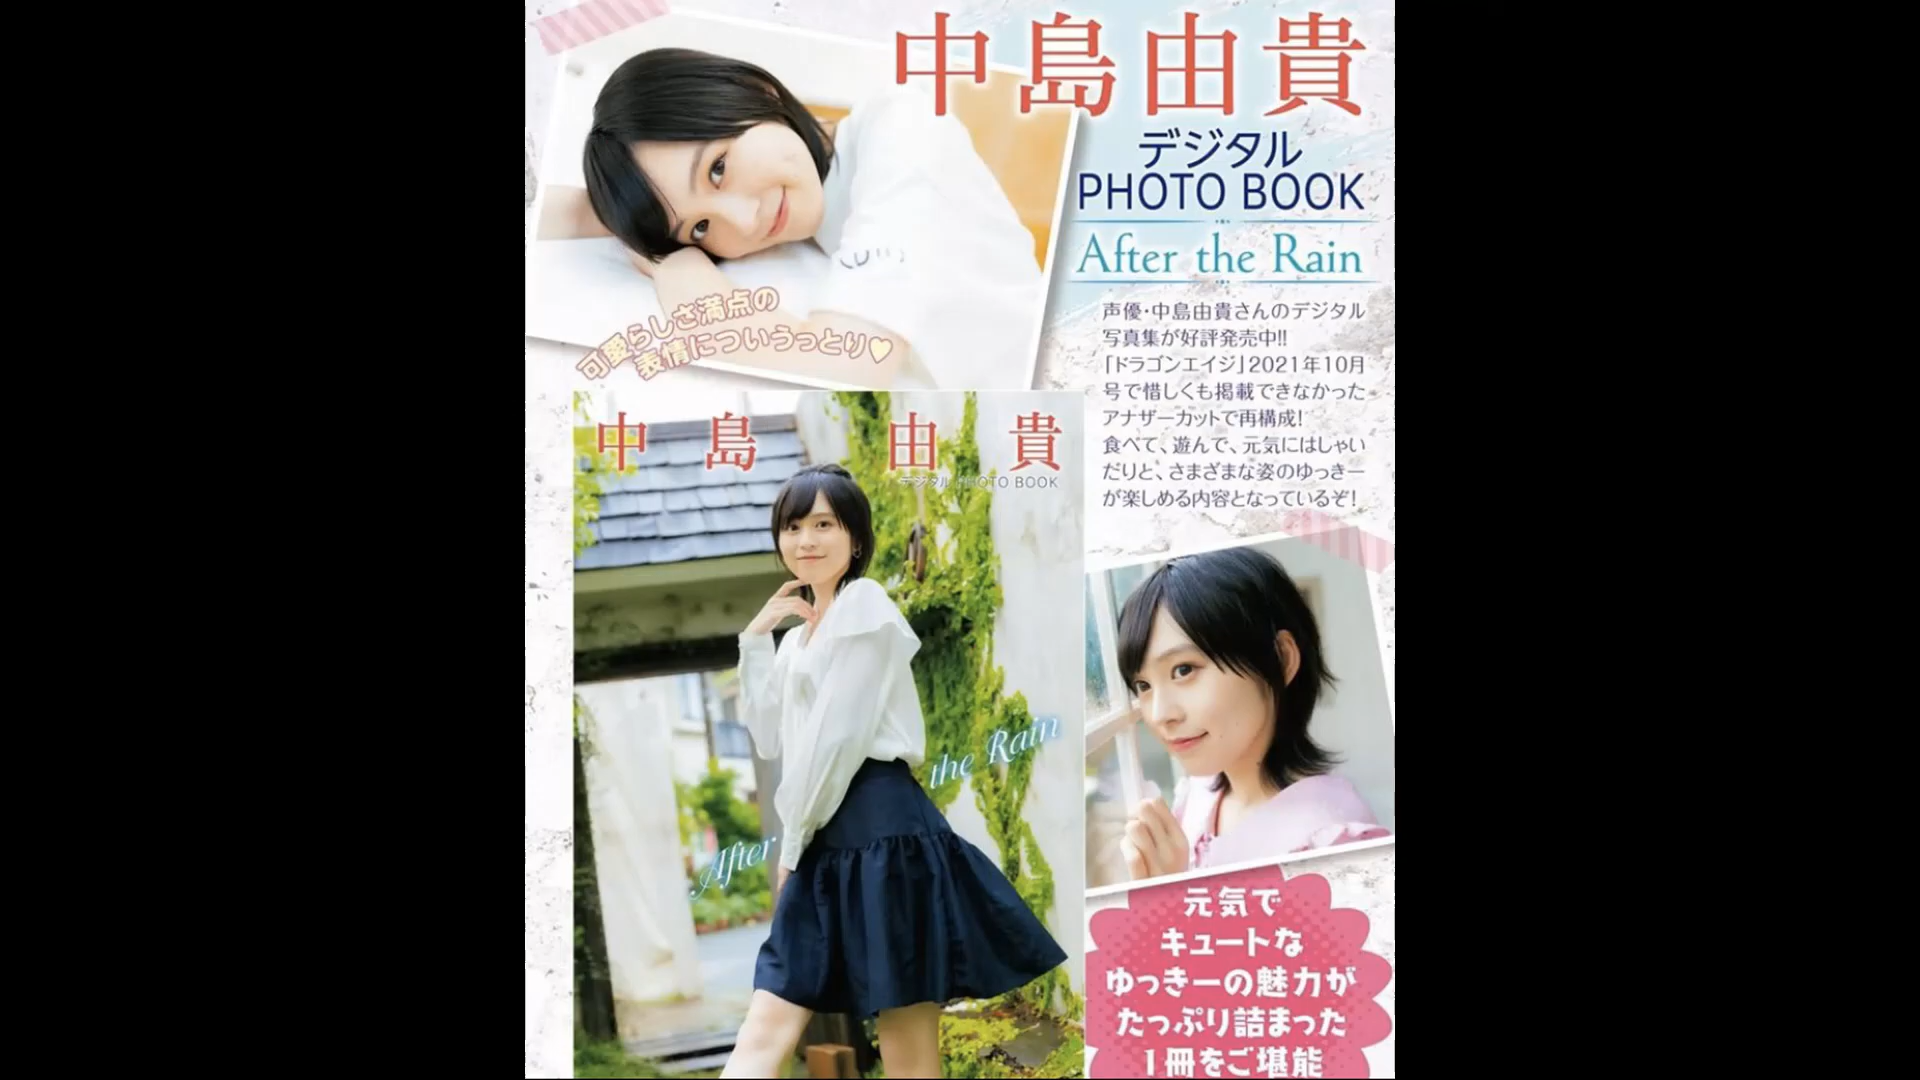 中島由貴
デジタル
PHOTO BOOK
After the Rain
声優・中島由貴さんのデジタル
写真集が好評発売中!!
「ドラゴンエイジ」2021年10月
号で惜しくも掲載できなかった
アナザーカットで再構成!
食べて、遊んで、元気にはしゃい
だりと、さまざまな姿のゆっきー
が楽しめる内容となっているぞ!
可愛らしさ満点の
表情についうっとり♥
中島由貴
デジタル PHOTO BOOK
After
the Rain
元気で
キュートな
ゆっきーの魅力が
たっぷり詰まった
1冊をご堪能